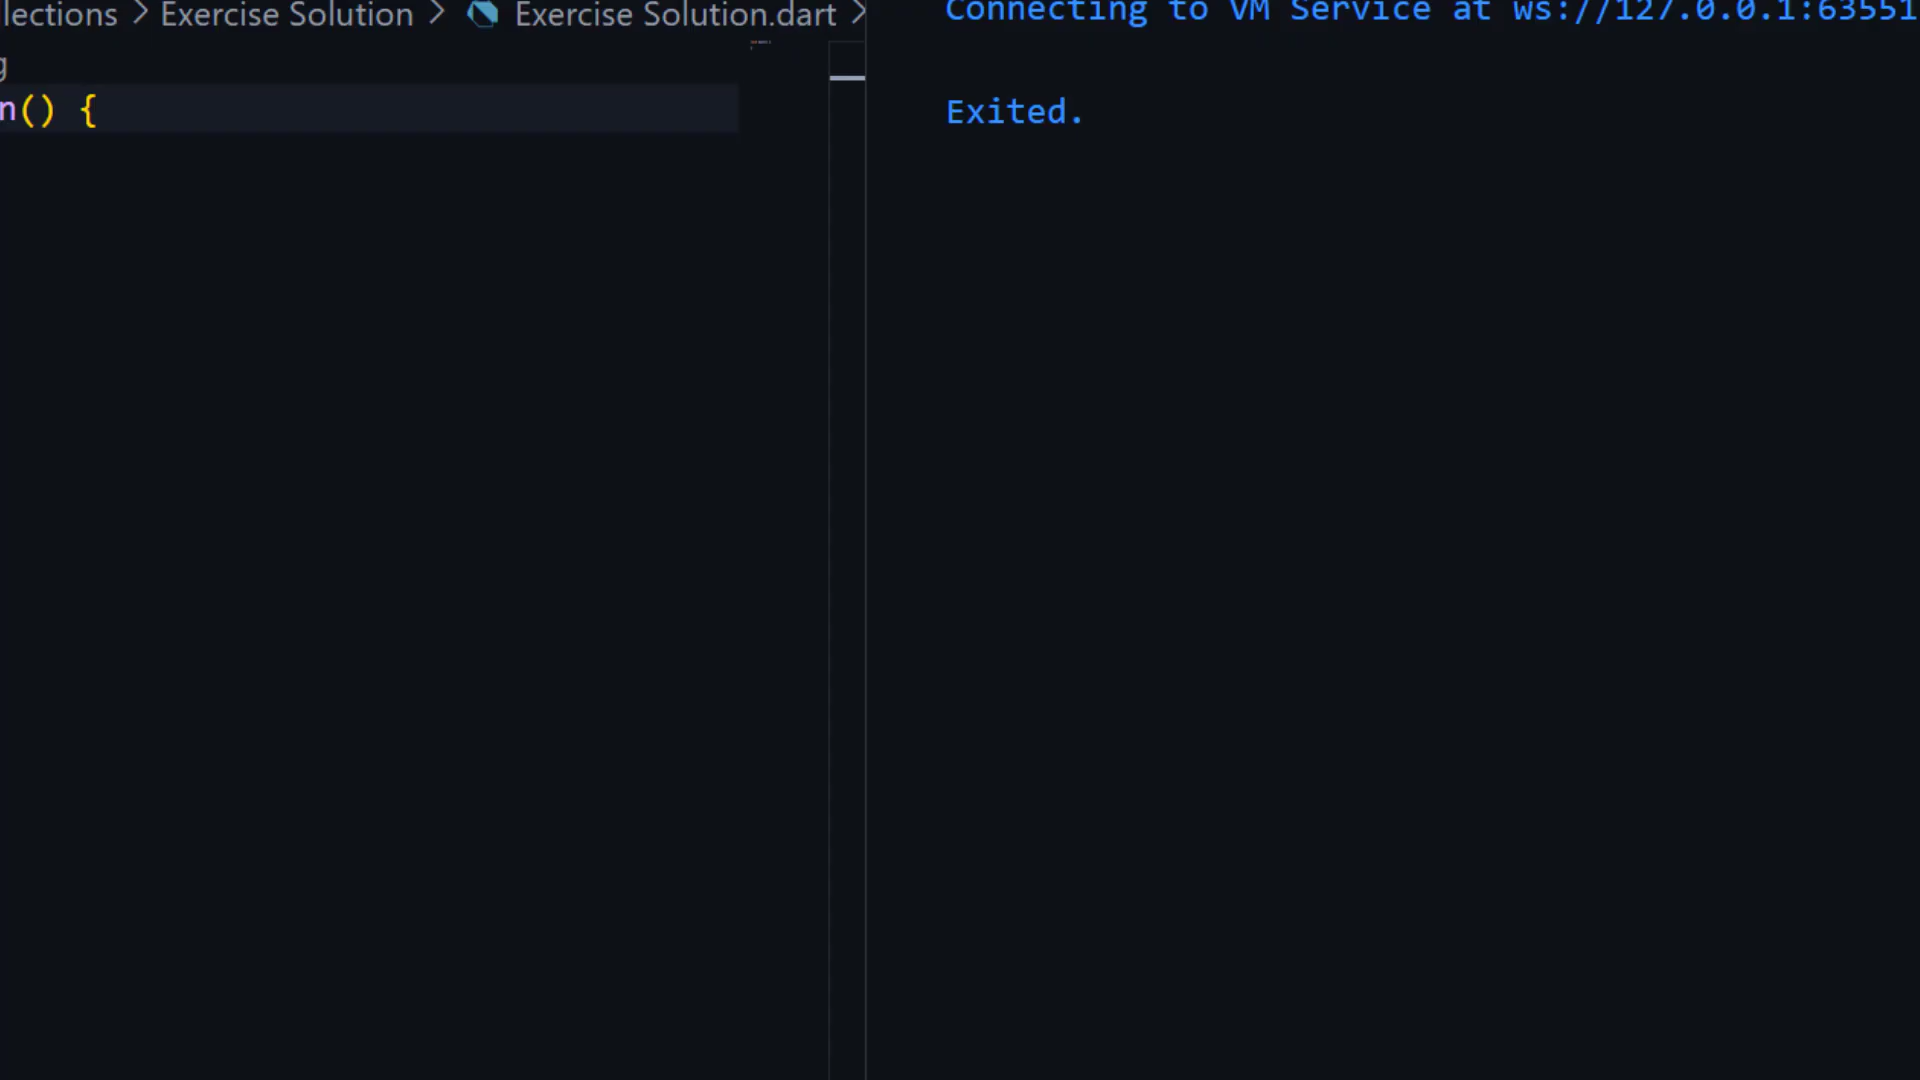 lections > Exercise Solution > Exercise Solution.dart >
g
n() {
Connecting to VM Service at ws://127.0.0.1:63551
Exited.